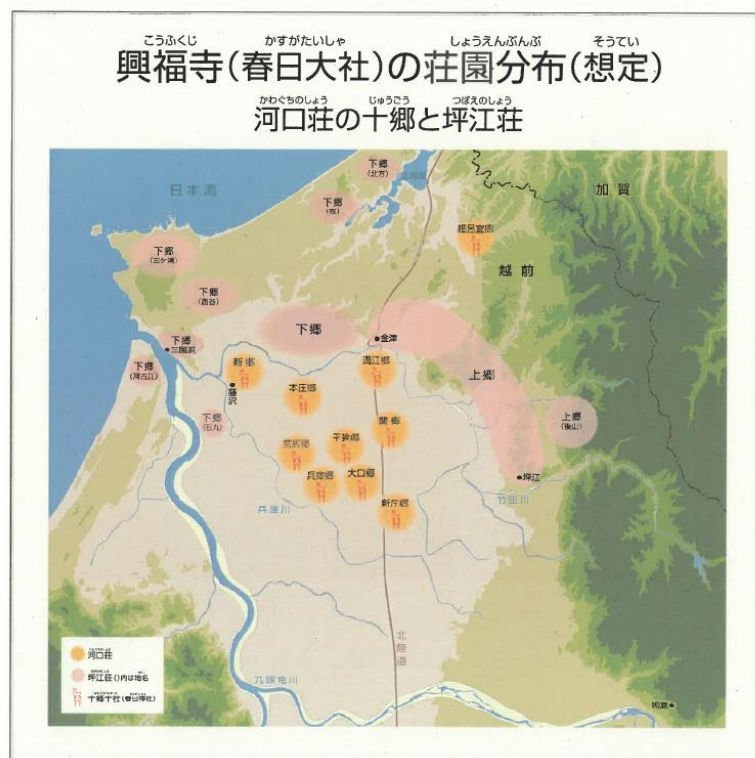 こうふくじ かすがたいしゃ しょうえんぶんぷ そうてい
興福寺(春日大社)の荘園分布(想定)
かわぐちのしょう じゅうごう つぼえのしょう
河口荘の十郷と坪江荘
下郷
(北方)
日本海
加賀
下郷
(牧)
越前
下郷
(三ケ浦)
下郷
(西谷)
下郷
下郷
三国湊
金津
下郷
新郷
溝江郷
上郷
藤沢
本庄郷
下郷
(石丸)
関郷
上郷
(後山)
荒居郷
大口郷
兵庫郷
坪江
竹田川
新庄郷
兵庫川
北陸道
九頭竜川
鳴鹿
河口荘
坪江荘()内は地名
十郷十社(春日神社)